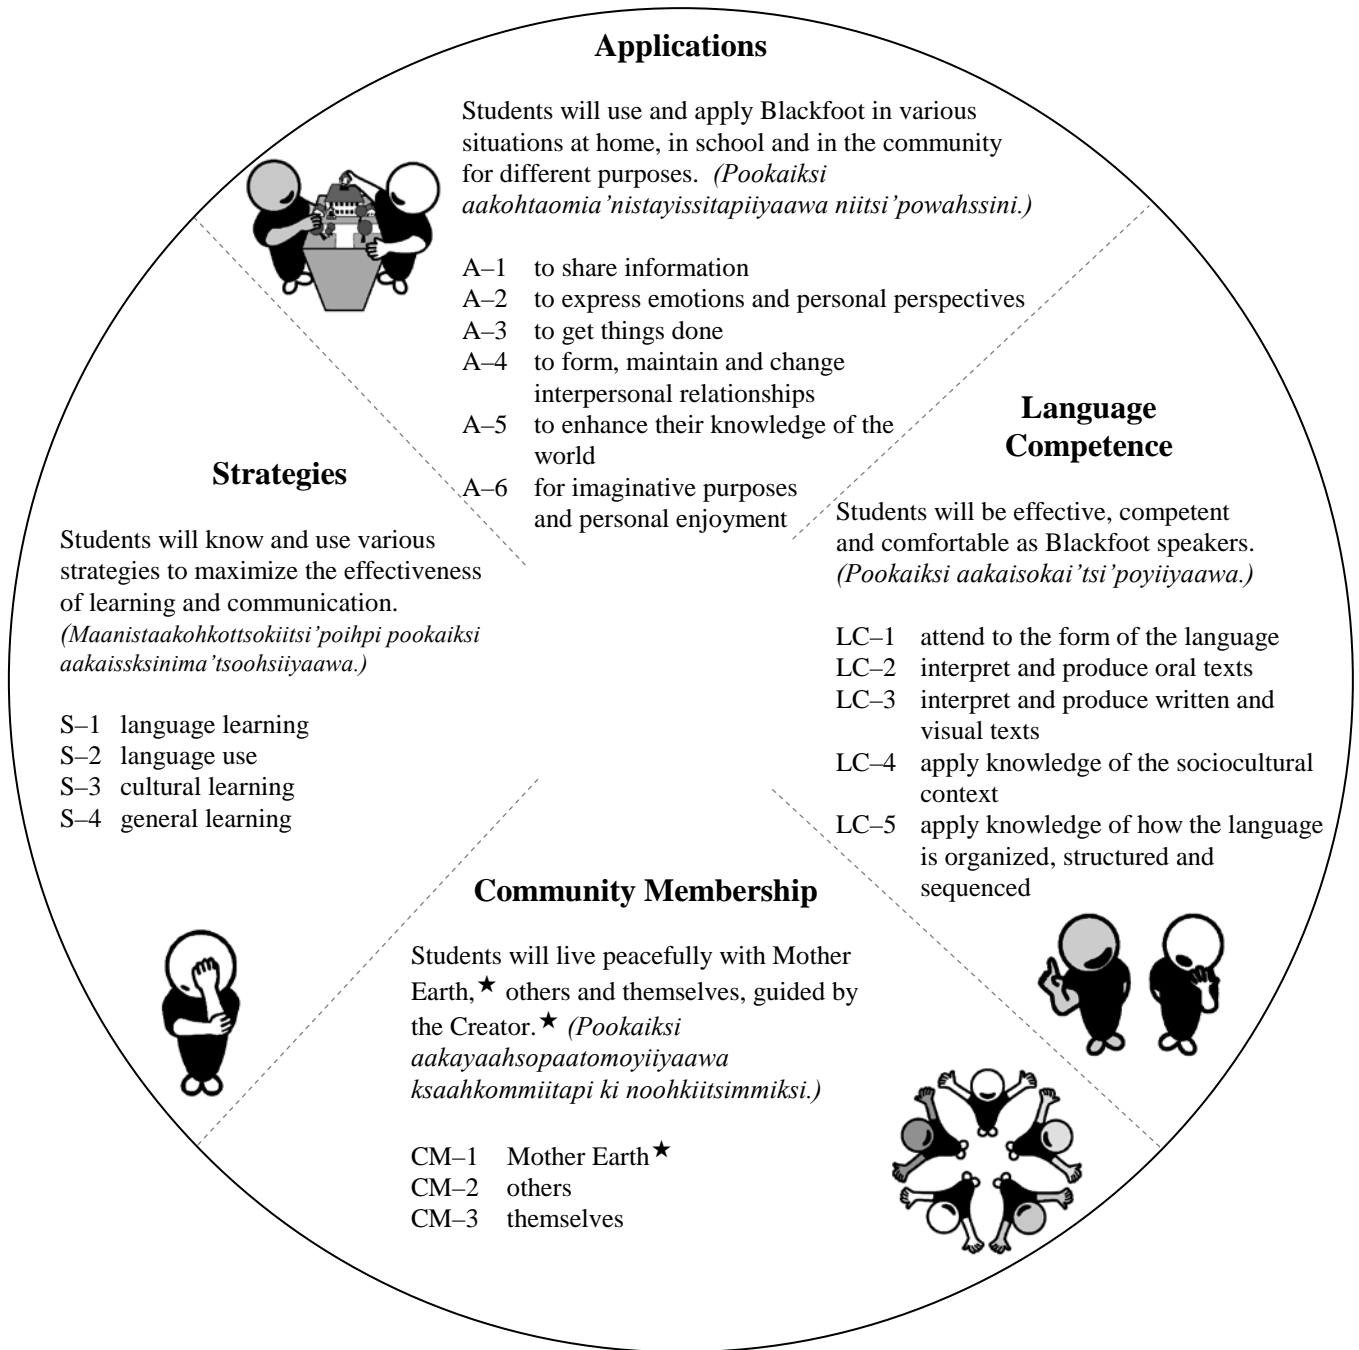 Applications
Students will use and apply Blackfoot in various
situations at home, in school and in the community
for different purposes. (Pookaiksi
aakohtaomia’nistayissitapiiyaawa niitsi’powahssini.)
A–1 to share information
A–2 to express emotions and personal perspectives
A–3 to get things done
A–4 to form, maintain and change
interpersonal relationships
A–5 to enhance their knowledge of the
world
A–6 for imaginative purposes
and personal enjoyment
Language
Competence
Students will be effective, competent
and comfortable as Blackfoot speakers.
(Pookaiksi aakaisokai’tsi’poyiiyaawa.)
LC–1 attend to the form of the language
LC–2 interpret and produce oral texts
LC–3 interpret and produce written and
visual texts
LC–4 apply knowledge of the sociocultural
context
LC–5 apply knowledge of how the language
is organized, structured and
sequenced
Strategies
Students will know and use various
strategies to maximize the effectiveness
of learning and communication.
(Maanistaakohkottsokiitsi’poihpi pookaiksi
aakaissksinima’tsoohsiiyaawa.)
S–1 language learning
S–2 language use
S–3 cultural learning
S–4 general learning
Community Membership
Students will live peacefully with Mother
Earth,★ others and themselves, guided by
the Creator.★ (Pookaiksi
aakayaahsopaatomoyiiyaawa
ksaahkommiitapi ki noohkiitsimmiksi.)
CM–1 Mother Earth★
CM–2 others
CM–3 themselves